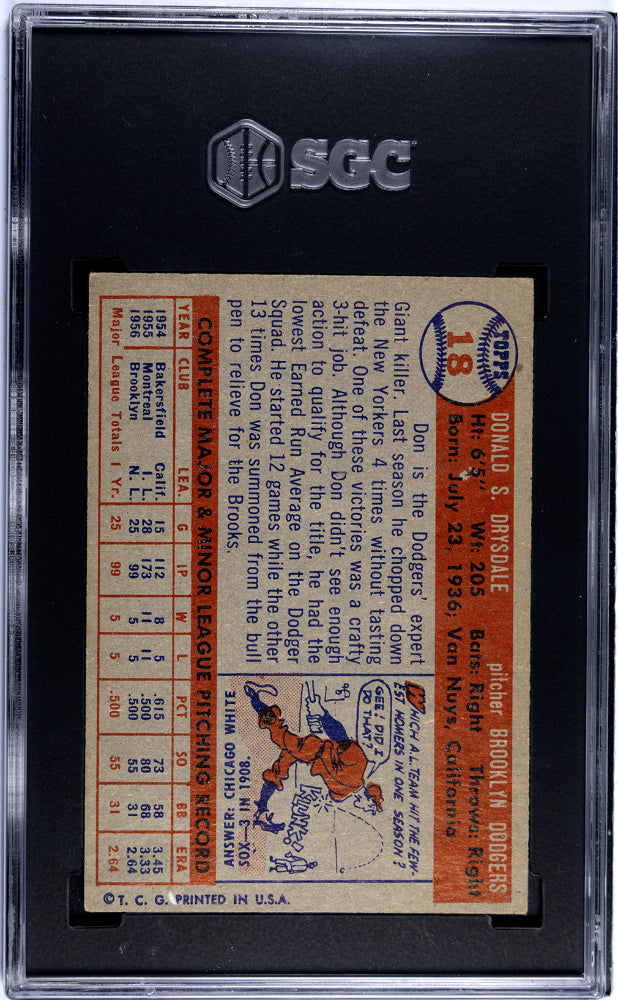 SGC
TOPPS
18
DONALD S. DRYSDALE pitcher BROOKLYN DODGERS
Ht: 6'5" Wt: 205 Bats: Right Throws: Right
Born: July 23, 1936; Van Nuys, California
Don is the Dodgers' expert
Giant killer. Last season he chopped down
the New Yorkers 4 times without tasting
defeat. One of these victories was a crafty
3-hit job. Although Don didn't see enough
action to qualify for the title, he had the
lowest Earned Run Average on the Dodger
Squad. He started 12 games while the other
13 times Don was summoned from the bull
pen to relieve for the Brooks.
WHICH A.L. TEAM HIT THE FEW-
EST HOMERS IN ONE SEASON?
GEE! DID I
DO THAT?
PLUNK!
ANSWER: CHICAGO WHITE
SOX—3 IN 1908.
COMPLETE MAJOR & MINOR LEAGUE PITCHING RECORD
YEAR CLUB LEA. G IP W L PCT SO BB ERA
1954 Bakersfield Calif. 15 112 8 5 .615 73 58 3.45
1955 Montreal I. L. 28 173 11 11 .500 80 68 3.33
1956 Brooklyn N. L. 25 99 5 5 .500 55 31 2.64
Major League Totals 1 Yr. 25 99 5 5 .500 55 31 2.64
© T. C. G. PRINTED IN U.S.A.